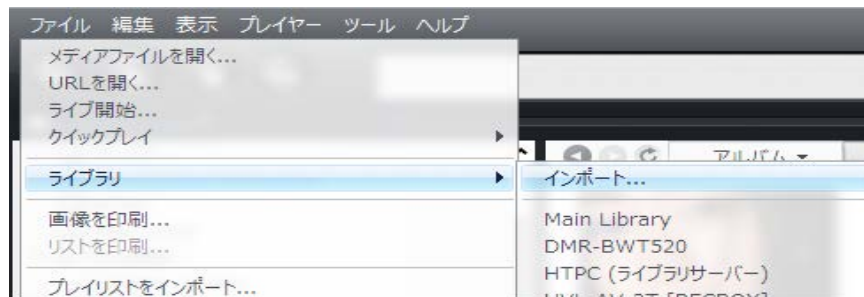 ファイル 編集 表示 プレイヤー ツール ヘルプ
メディアファイルを開く...
URLを開く...
ライブ開始...
クイックプレイ
アルバム
ライブラリ
インポート...
画像を印刷...
Main Library
リストを印刷...
DMR-BWT520
HTPC (ライブラリサーバー)
プレイリストをインポート...